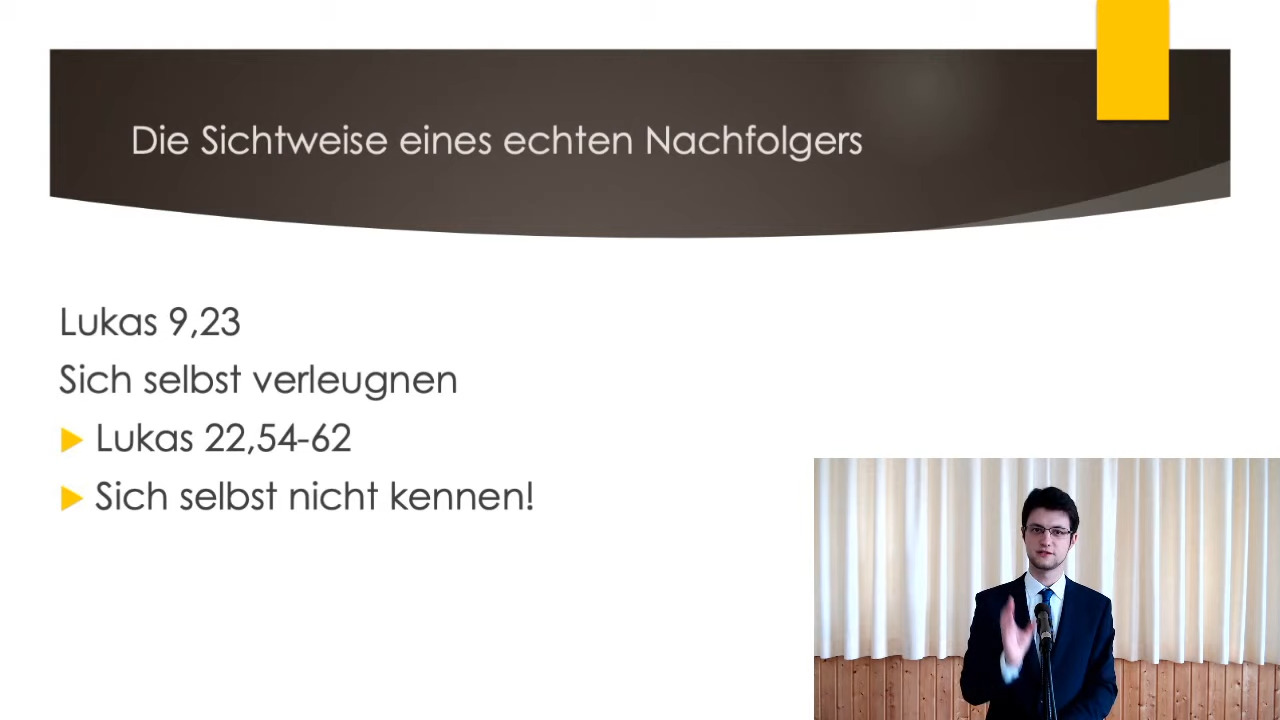 Die Sichtweise eines echten Nachfolgers
Lukas 9,23
Sich selbst verleugnen
Lukas 22,54-62
Sich selbst nicht kennen!